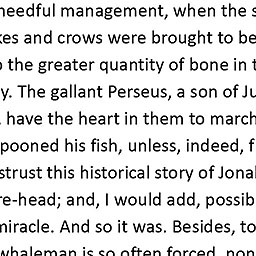 needful management, when the s
kes and crows were brought to be
o the greater quantity of bone in t
y. The gallant Perseus, a son of Ju
, have the heart in them to march
pooned his fish, unless, indeed, f
strust this historical story of Jona
re-head; and, I would add, possib
miracle. And so it was. Besides, to
whaleman is so often forced, non